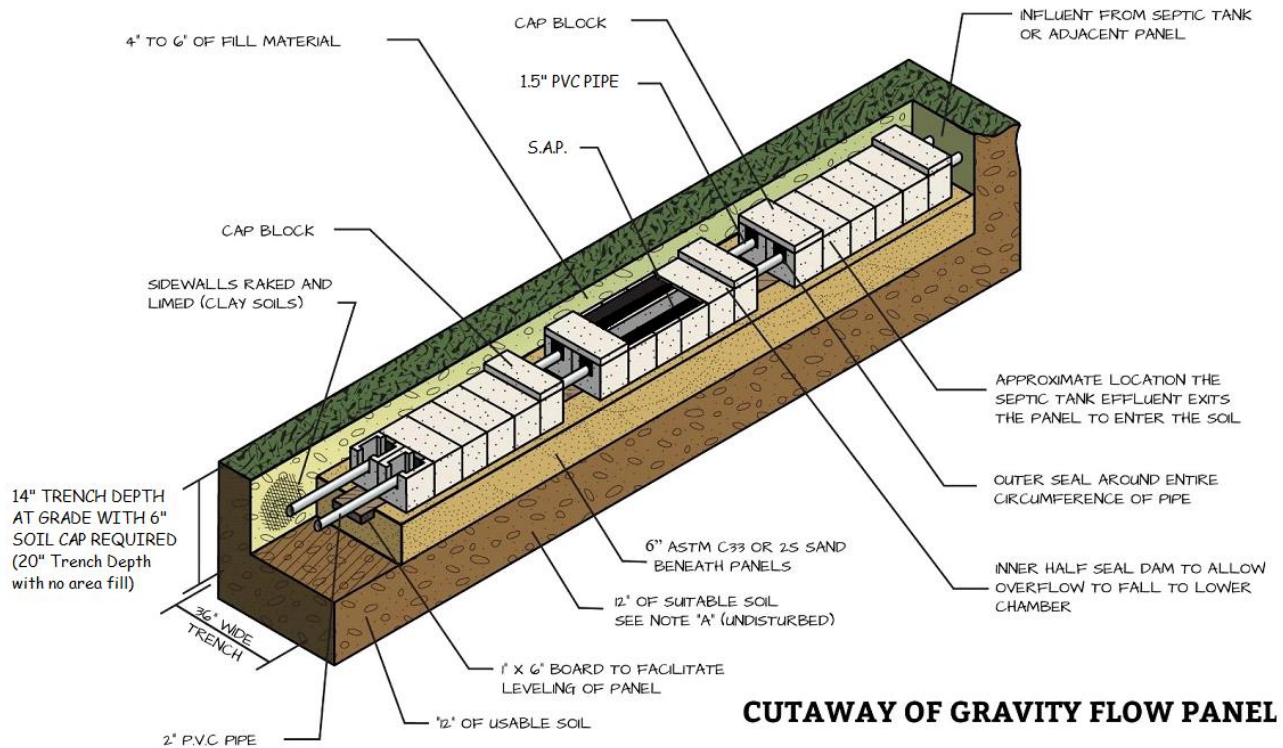 CAP BLOCK
INFLUENT FROM SEPTIC TANK
OR ADJACENT PANEL
4" TO 6" OF FILL MATERIAL
1.5" PVC PIPE
S.A.P.
CAP BLOCK
SIDEWALLS RAKED AND
LIMED (CLAY SOILS)
APPROXIMATE LOCATION THE
SEPTIC TANK EFFLUENT EXITS
THE PANEL TO ENTER THE SOIL
OUTER SEAL AROUND ENTIRE
CIRCUMFERENCE OF PIPE
14" TRENCH DEPTH
AT GRADE WITH 6"
SOIL CAP REQUIRED
(20" Trench Depth
with no area fill)
6" ASTM C33 OR 2S SAND
BENEATH PANELS
INNER HALF SEAL DAM TO ALLOW
OVERFLOW TO FALL TO LOWER
CHAMBER
12" OF SUITABLE SOIL
SEE NOTE "A" (UNDISTURBED)
36" WIDE
TRENCH
1" X 6" BOARD TO FACILITATE
LEVELING OF PANEL
"12" OF USABLE SOIL
2" P.V.C PIPE
CUTAWAY OF GRAVITY FLOW PANEL